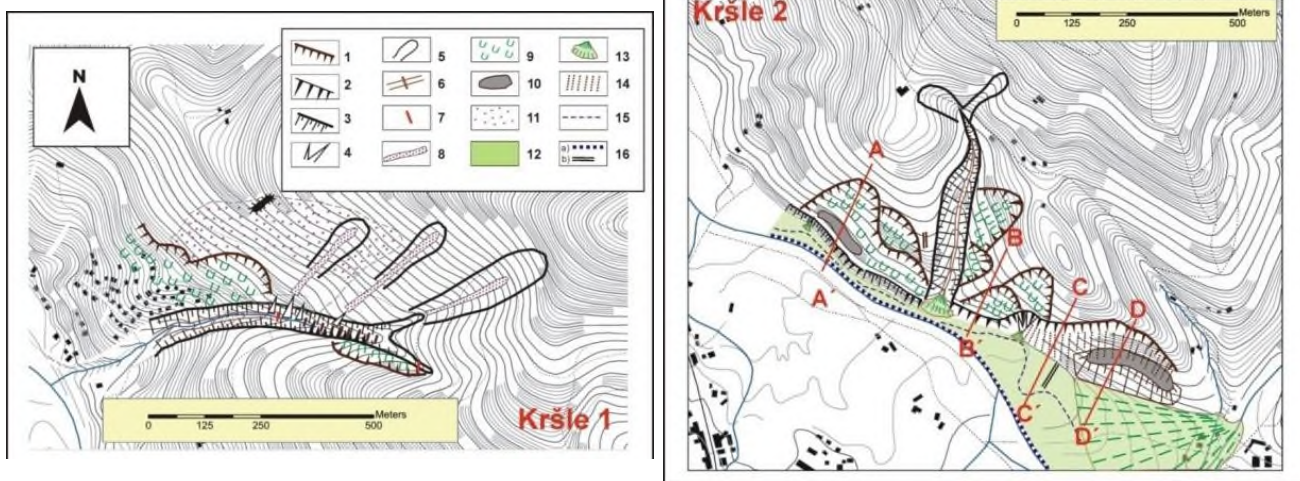 N
1 5 9 13
2 6 10 14
3 7 11 15
4 8 12 a) b) 16
0 125 250 500 Meters
Kršle 1
Kršle 2
Meters
0 125 250 500
A
B
A´
C
D
B´
C´
D´